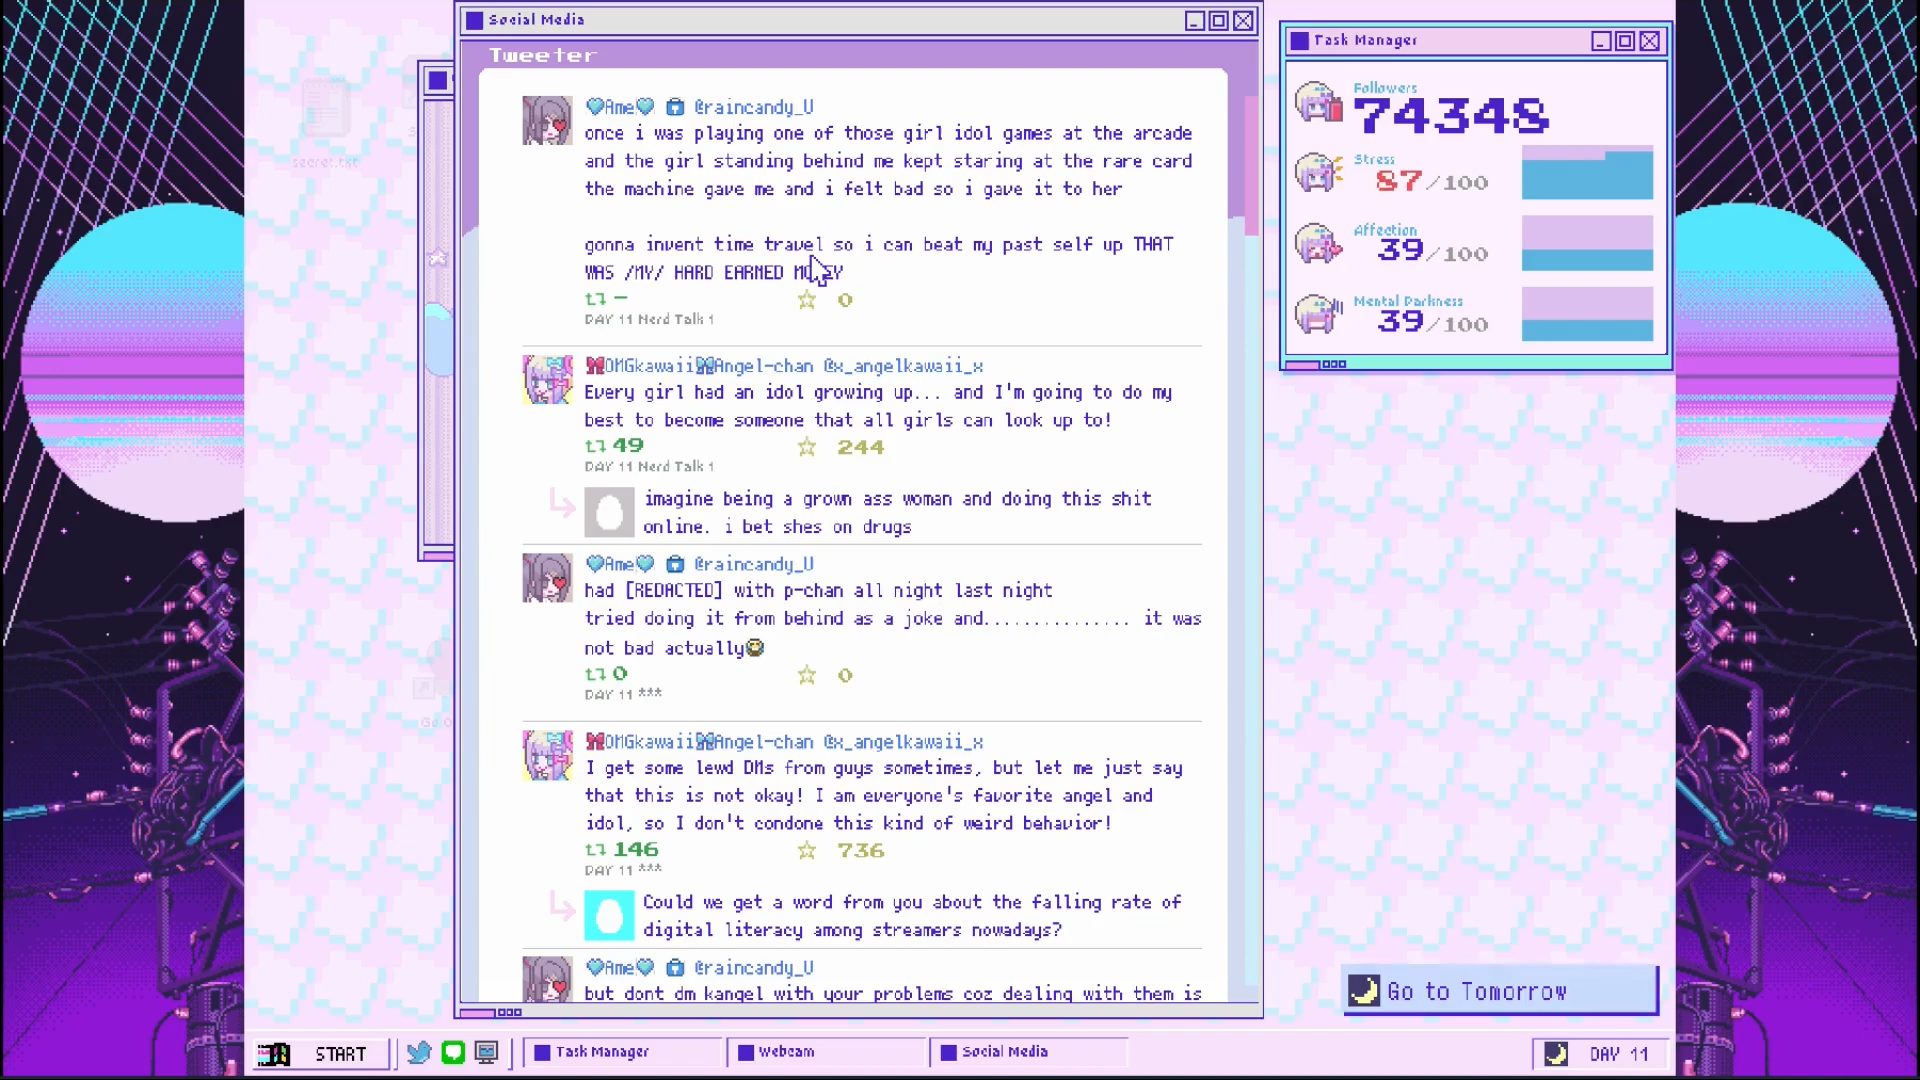 Social Media
Tweeter
Ame @raincandy_U
once i was playing one of those girl idol games at the arcade
and the girl standing behind me kept staring at the rare card
the machine gave me and i felt bad so i gave it to her
gonna invent time travel so i can beat my past self up THAT
WAS /MY/ HARD EARNED MONEY
— 0
DAY 11 Nerd Talk 1
OMGkawaiiAngel-chan @x_angelkawaii_x
Every girl had an idol growing up... and I'm going to do my
best to become someone that all girls can look up to!
49 244
DAY 11 Nerd Talk 1
imagine being a grown ass woman and doing this shit
online. i bet shes on drugs
Ame @raincandy_U
had [REDACTED] with p-chan all night last night
tried doing it from behind as a joke and............... it was
not bad actually
0 0
DAY 11 ***
OMGkawaiiAngel-chan @x_angelkawaii_x
I get some lewd DMs from guys sometimes, but let me just say
that this is not okay! I am everyone's favorite angel and
idol, so I don't condone this kind of weird behavior!
146 736
DAY 11 ***
Could we get a word from you about the falling rate of
digital literacy among streamers nowadays?
Ame @raincandy_U
but dont dm kangel with your problems coz dealing with them is
Task Manager
Followers
74348
Stress
87/100
Affection
39/100
Mental Darkness
39/100
secret.txt
Go to Tomorrow
START
Task Manager
Webcam
Social Media
DAY 11